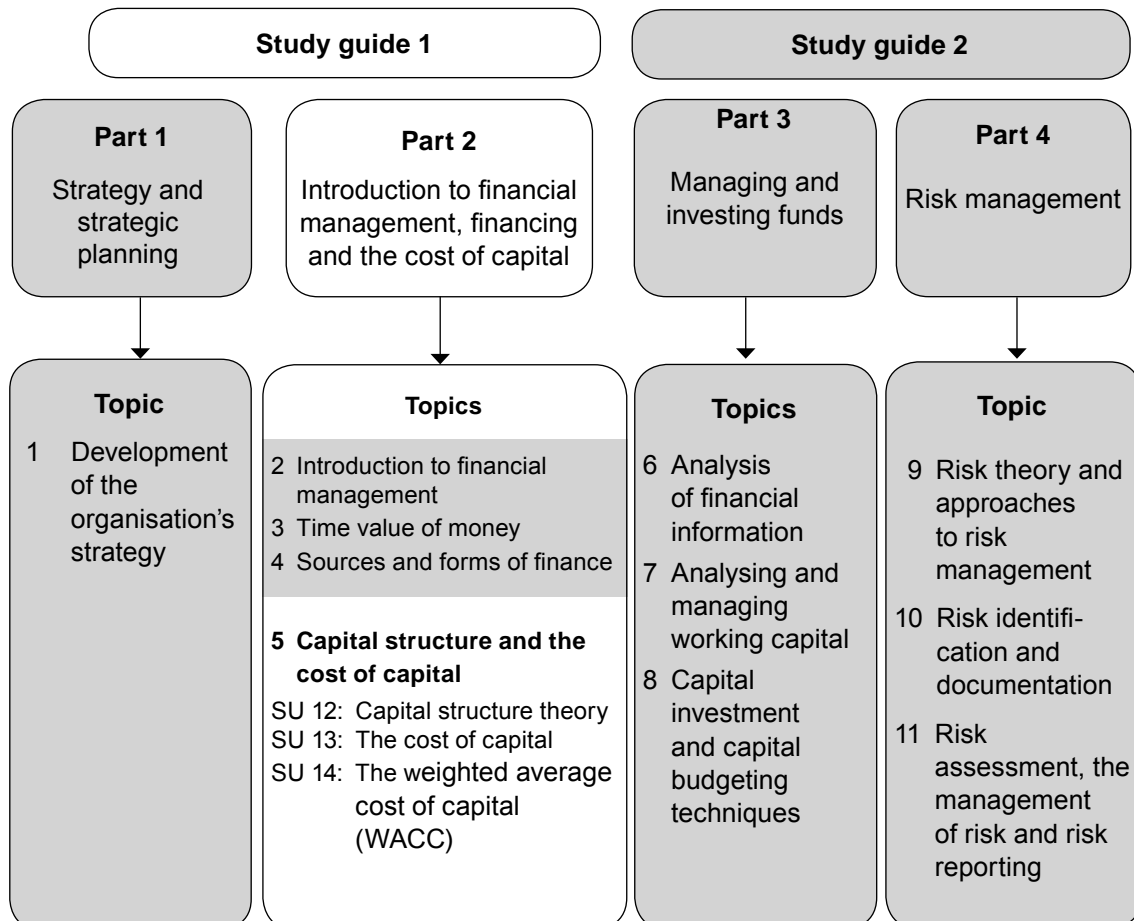 Study guide 1
Study guide 2
Part 1
Strategy and
strategic
planning
Part 2
Introduction to financial
management, financing
and the cost of capital
Part 3
Managing and
investing funds
Part 4
Risk management
Topic
1 Development
of the
organisation's
strategy
Topics
2 Introduction to financial
management
3 Time value of money
4 Sources and forms of finance
5 Capital structure and the
cost of capital
SU 12: Capital structure theory
SU 13: The cost of capital
SU 14: The weighted average
cost of capital
(WACC)
Topics
6 Analysis
of financial
information
7 Analysing and
managing
working capital
8 Capital
investment
and capital
budgeting
techniques
Topic
9 Risk theory and
approaches
to risk
management
10 Risk identifi-
cation and
documentation
11 Risk
assessment, the
management
of risk and risk
reporting